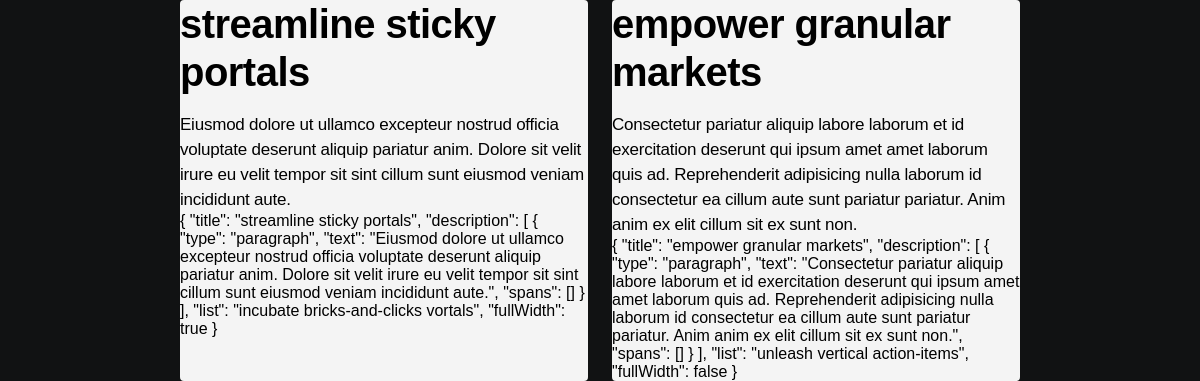 streamline sticky
portals
Eiusmod dolore ut ullamco excepteur nostrud officia
voluptate deserunt aliquip pariatur anim. Dolore sit velit
irure eu velit tempor sit sint cillum sunt eiusmod veniam
incididunt aute.
{ "title": "streamline sticky portals", "description": [ {
"type": "paragraph", "text": "Eiusmod dolore ut ullamco
excepteur nostrud officia voluptate deserunt aliquip
pariatur anim. Dolore sit velit irure eu velit tempor sit sint
cillum sunt eiusmod veniam incididunt aute.", "spans": [] }
], "list": "incubate bricks-and-clicks vortals", "fullWidth":
true }
empower granular
markets
Consectetur pariatur aliquip labore laborum et id
exercitation deserunt qui ipsum amet amet laborum
quis ad. Reprehenderit adipisicing nulla laborum id
consectetur ea cillum aute sunt pariatur pariatur. Anim
anim ex elit cillum sit ex sunt non.
{ "title": "empower granular markets", "description": [ {
"type": "paragraph", "text": "Consectetur pariatur aliquip
labore laborum et id exercitation deserunt qui ipsum amet
amet laborum quis ad. Reprehenderit adipisicing nulla
laborum id consectetur ea cillum aute sunt pariatur
pariatur. Anim anim ex elit cillum sit ex sunt non.",
"spans": [] } ], "list": "unleash vertical action-items",
"fullWidth": false }